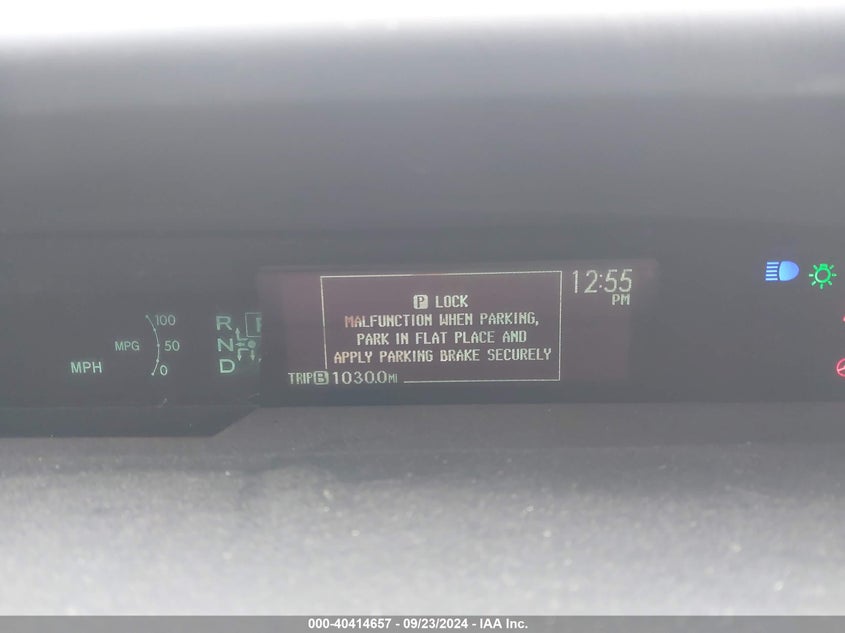 100
MPG 50
0
MPH
R
N
D
P LOCK
MALFUNCTION WHEN PARKING,
PARK IN FLAT PLACE AND
APPLY PARKING BRAKE SECURELY
12:55
PM
TRIP B 1030.0 MI
000-40414657 - 09/23/2024 - IAA Inc.